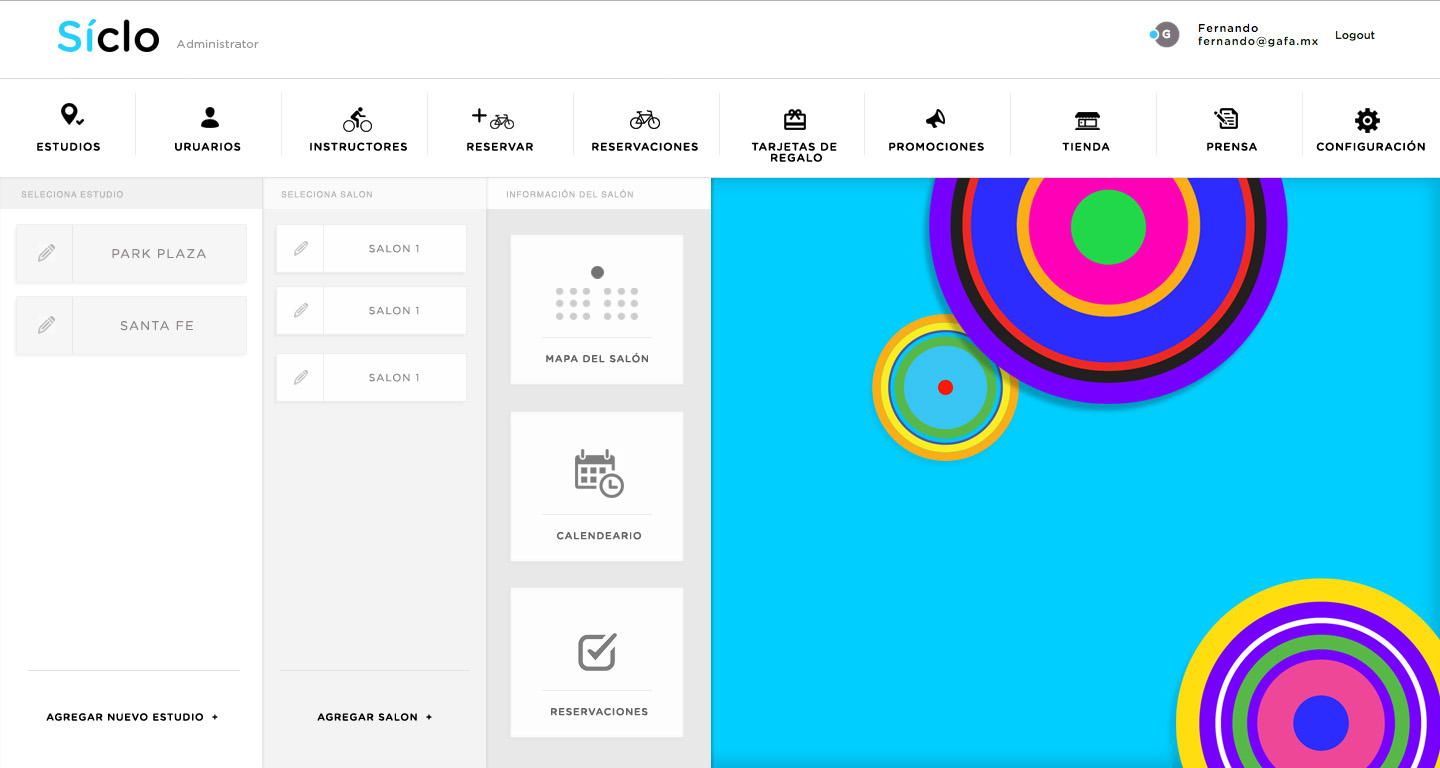 Síclo Administrator
G
Fernando
fernando@gafa.mx
Logout
ESTUDIOS
URUARIOS
INSTRUCTORES
RESERVAR
RESERVACIONES
TARJETAS DE
REGALO
PROMOCIONES
TIENDA
PRENSA
CONFIGURACIÓN
SELECIONA ESTUDIO
PARK PLAZA
SANTA FE
AGREGAR NUEVO ESTUDIO +
SELECIONA SALON
SALON 1
SALON 1
SALON 1
AGREGAR SALON +
INFORMACIÓN DEL SALÓN
MAPA DEL SALÓN
CALENDEARIO
RESERVACIONES